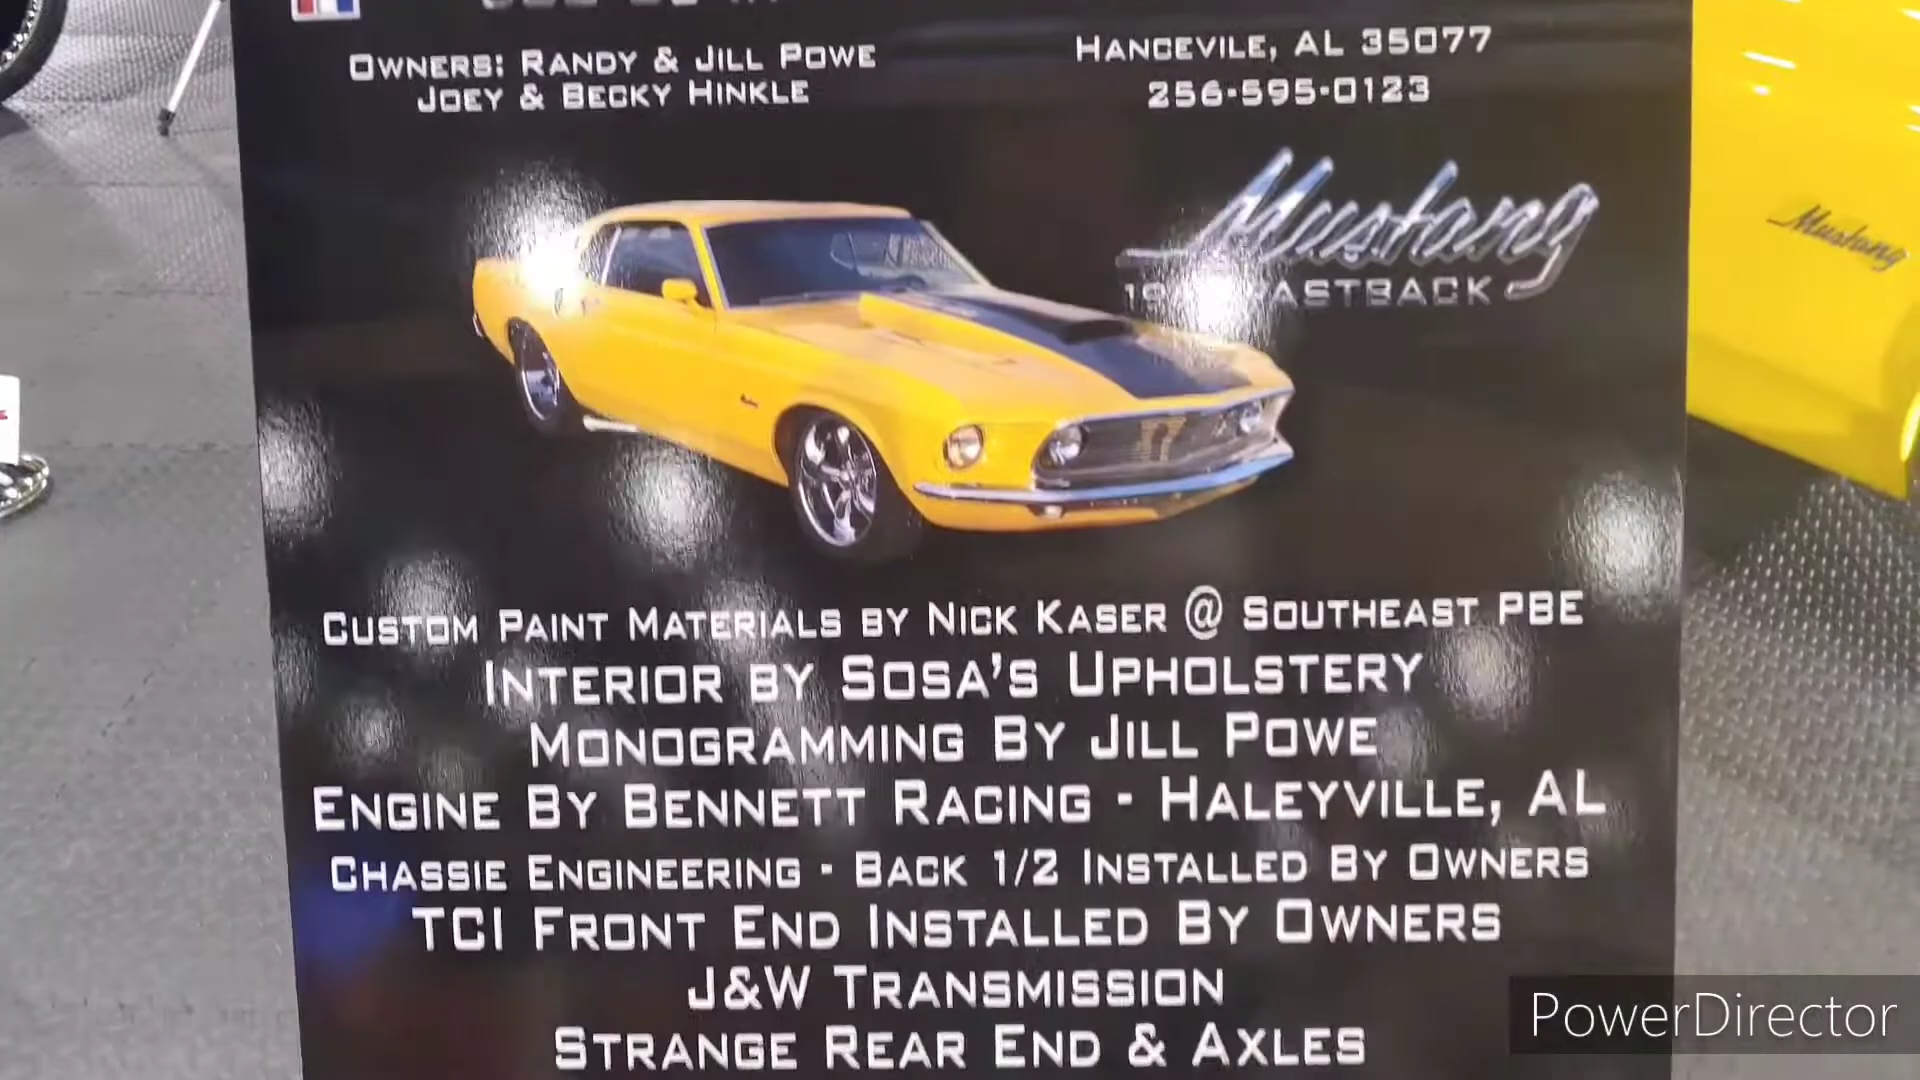 OWNERS: RANDY & JILL POWE
JOEY & BECKY HINKLE
HANCEVILE, AL 35077
256-595-0123
Mustang
Mustang
CUSTOM PAINT MATERIALS BY NICK KASER @ SOUTHEAST PBE
INTERIOR BY SOSA'S UPHOLSTERY
MONOGRAMMING BY JILL POWE
ENGINE BY BENNETT RACING - HALEYVILLE, AL
CHASSIE ENGINEERING - BACK 1/2 INSTALLED BY OWNERS
TCI FRONT END INSTALLED BY OWNERS
J&W TRANSMISSION
STRANGE REAR END & AXLES
PowerDirector